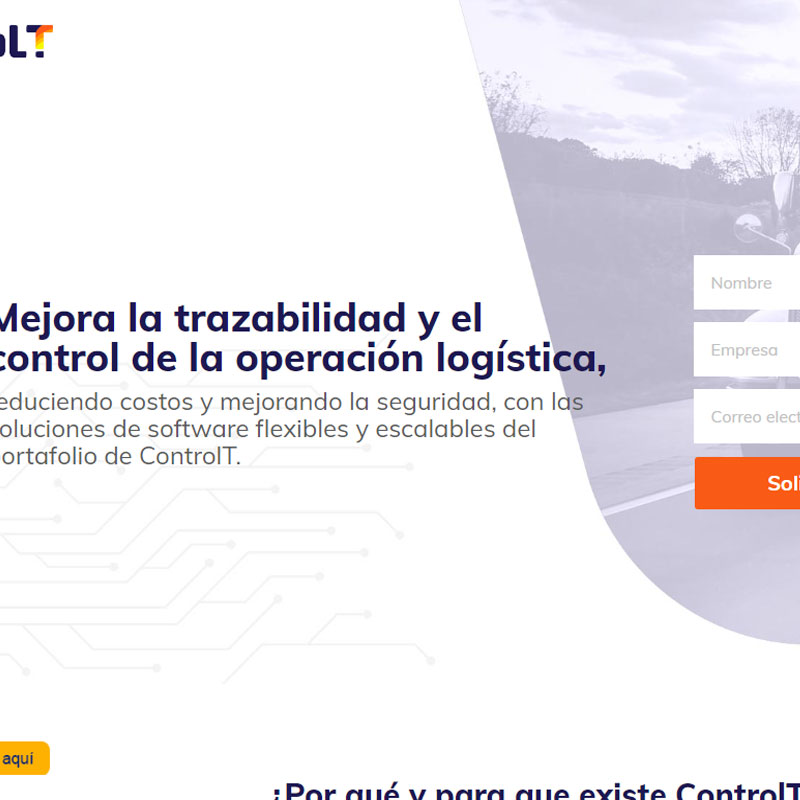 oLT
Mejora la trazabilidad y el
control de la operación logística,
educiendo costos y mejorando la seguridad, con las
oluciones de software flexibles y escalables del
ortafolio de ControlT.
Nombre
Empresa
Correo elect
Soli
aquí
¿Por qué y para que existe ControlT